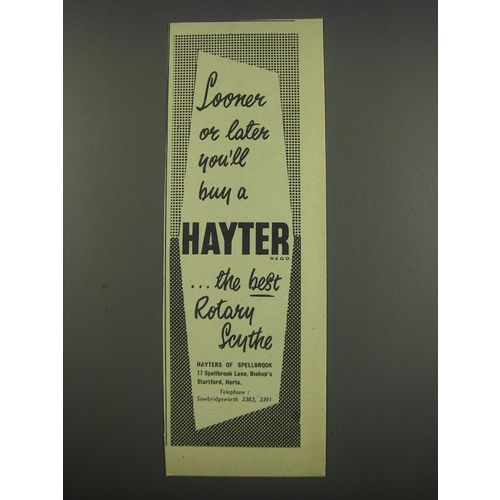 Sooner
or later
you'll
buy a
HAYTER
REGD
... the best
Rotary
Scythe
HAYTERS OF SPELLBROOK
17 Spellbrook Lane, Bishop's
Stortford, Herts.
Telephone :
Sawbridgeworth 2383, 3391